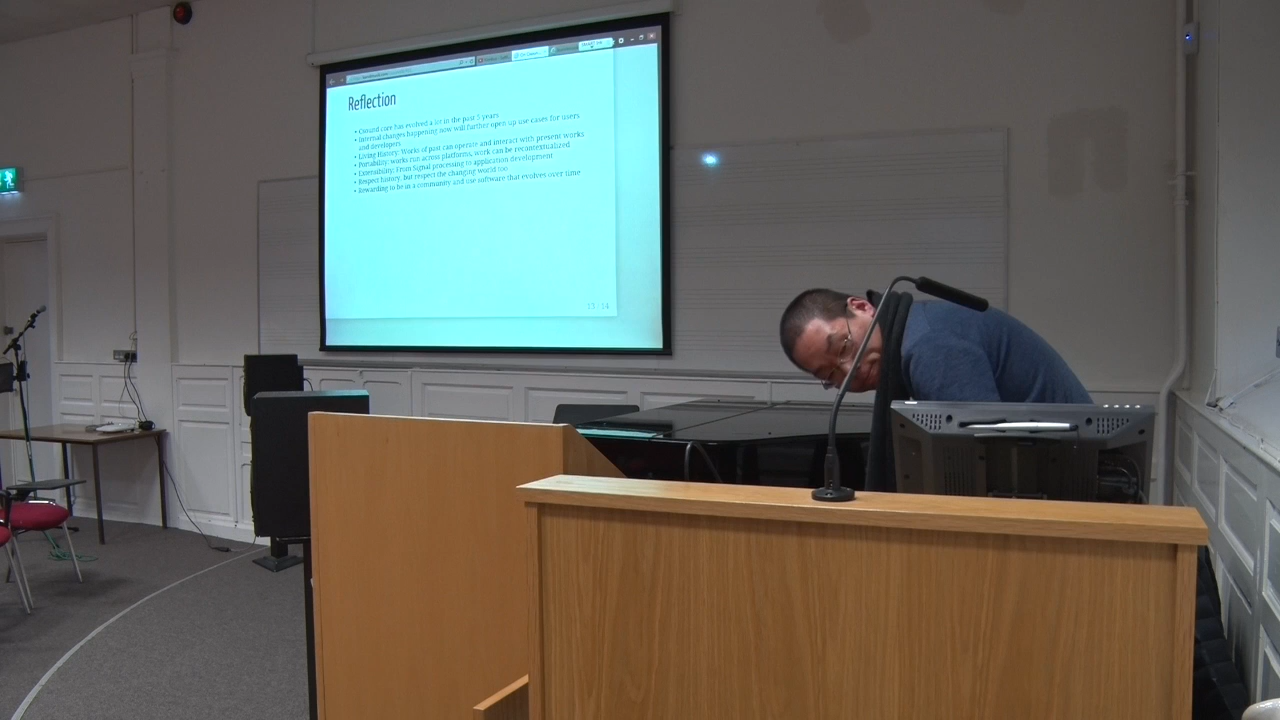 Reflection
• Csound core has evolved a lot in the past 5 years
• Internal changes happening now will further open up use cases for users
and developers
• Living History: Works of past can operate and interact with present works
• Portability: works run across platforms, work can be recontextualized
• Extensibility: From Signal processing to application development
• Respect history, but respect the changing world too
• Rewarding to be in a community and use software that evolves over time
13 / 14